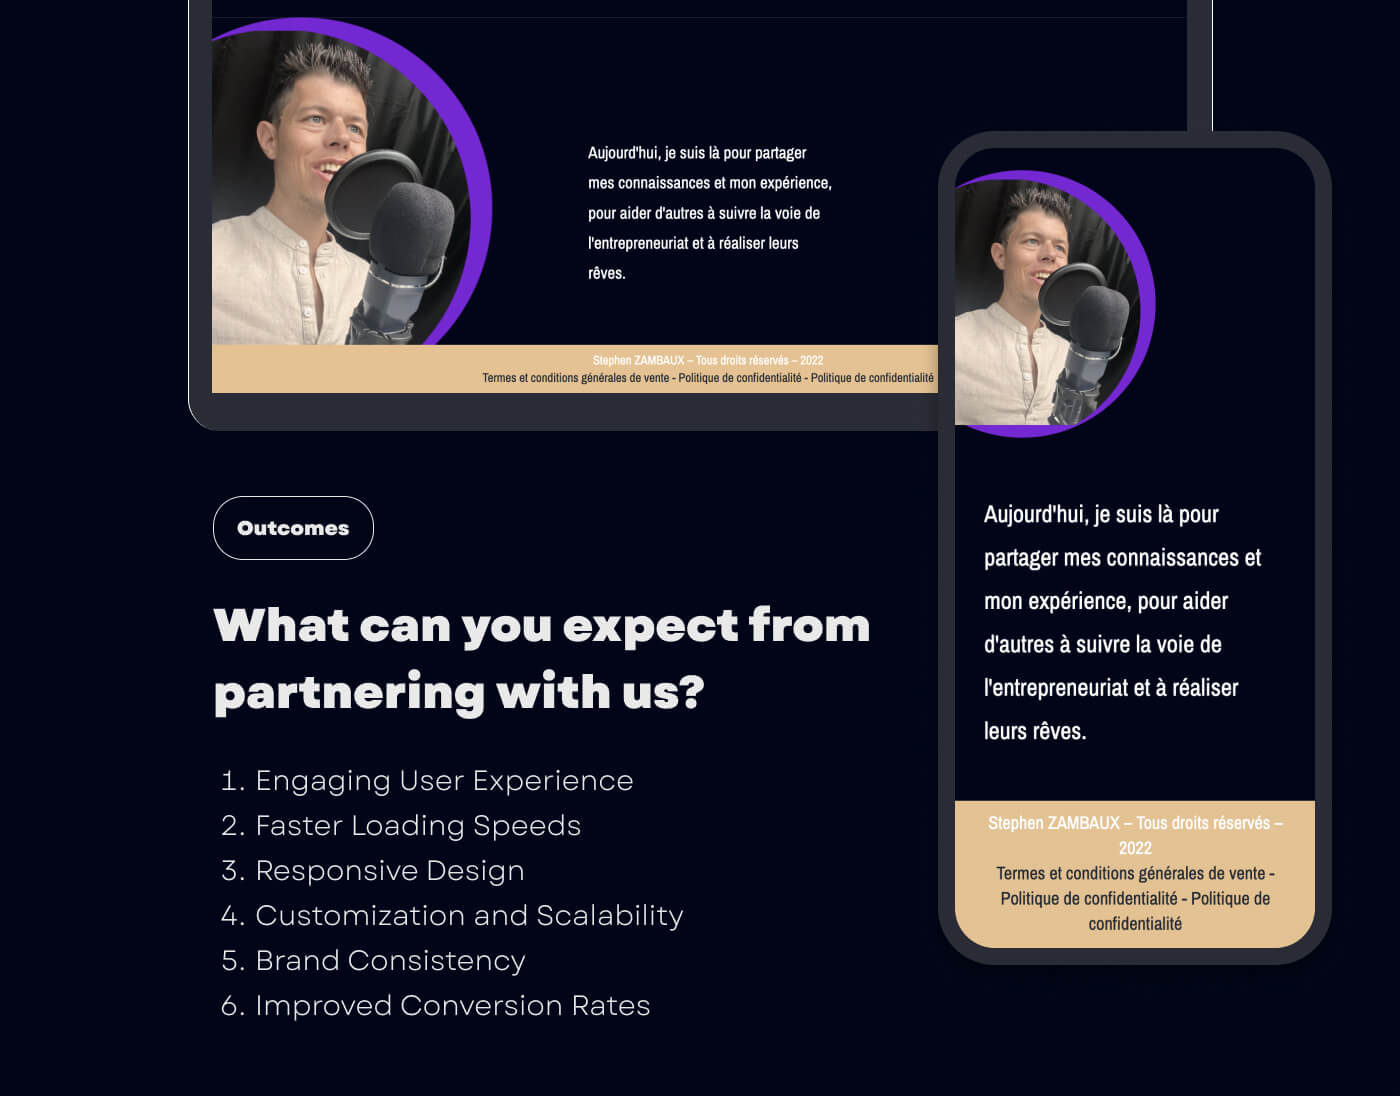 Aujourd'hui, je suis là pour partager
mes connaissances et mon expérience,
pour aider d'autres à suivre la voie de
l'entrepreneuriat et à réaliser leurs
rêves.
Stephen ZAMBAUX – Tous droits réservés – 2022
Termes et conditions générales de vente - Politique de confidentialité - Politique de confidentialité
Outcomes
What can you expect from
partnering with us?
1. Engaging User Experience
2. Faster Loading Speeds
3. Responsive Design
4. Customization and Scalability
5. Brand Consistency
6. Improved Conversion Rates
Aujourd'hui, je suis là pour
partager mes connaissances et
mon expérience, pour aider
d'autres à suivre la voie de
l'entrepreneuriat et à réaliser
leurs rêves.
Stephen ZAMBAUX – Tous droits réservés –
2022
Termes et conditions générales de vente -
Politique de confidentialité - Politique de
confidentialité